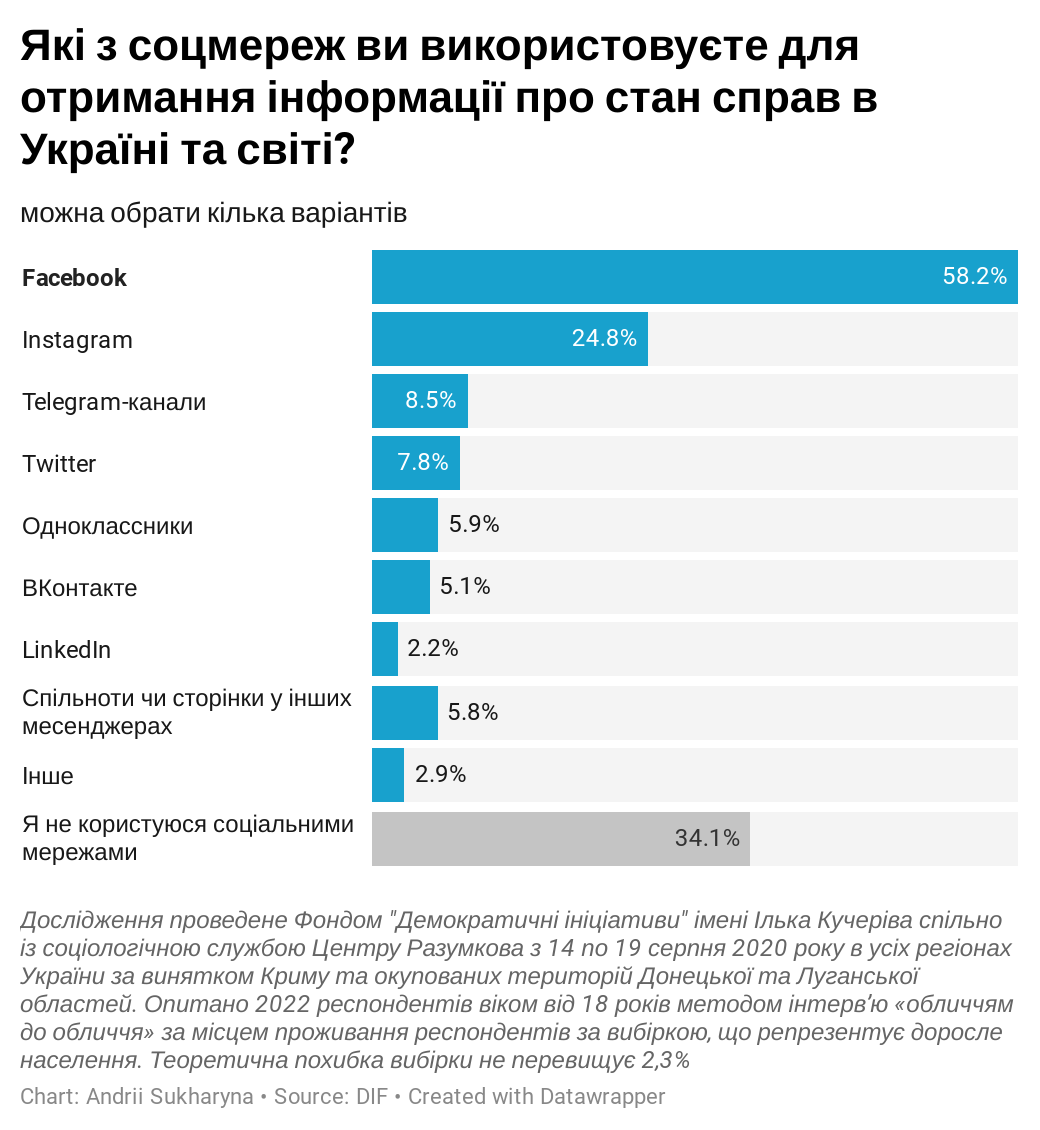 Які з соцмереж ви використовуєте для
отримання інформації про стан справ в
Україні та світі?
можна обрати кілька варіантів
Facebook
58.2%
Instagram
24.8%
Telegram-канали
8.5%
Twitter
7.8%
Одноклассники
5.9%
ВКонтакте
5.1%
LinkedIn
2.2%
Спільноти чи сторінки у інших
месенджерах
5.8%
Інше
2.9%
Я не користуюся соціальними
мережами
34.1%
Дослідження проведене Фондом "Демократичні ініціативи" імені Ілька Кучеріва спільно
із соціологічною службою Центру Разумкова з 14 по 19 серпня 2020 року в усіх регіонах
України за винятком Криму та окупованих територій Донецької та Луганської
областей. Опитано 2022 респондентів віком від 18 років методом інтерв’ю «обличчям
до обличчя» за місцем проживання респондентів за вибіркою, що репрезентує доросле
населення. Теоретична похибка вибірки не перевищує 2,3%
Chart: Andrii Sukharyna • Source: DIF • Created with Datawrapper